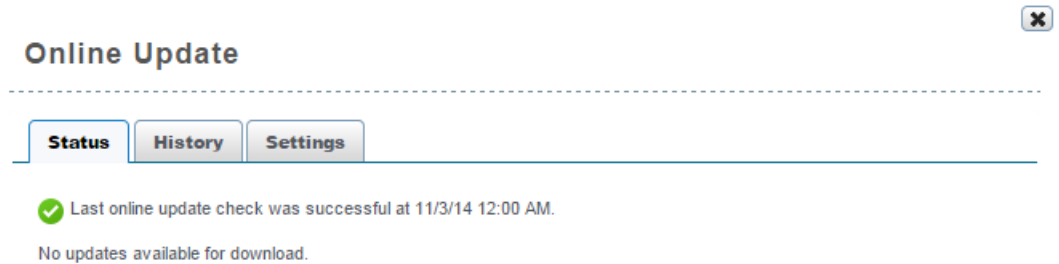 Online Update
Status History Settings
Last online update check was successful at 11/3/14 12:00 AM.
No updates available for download.